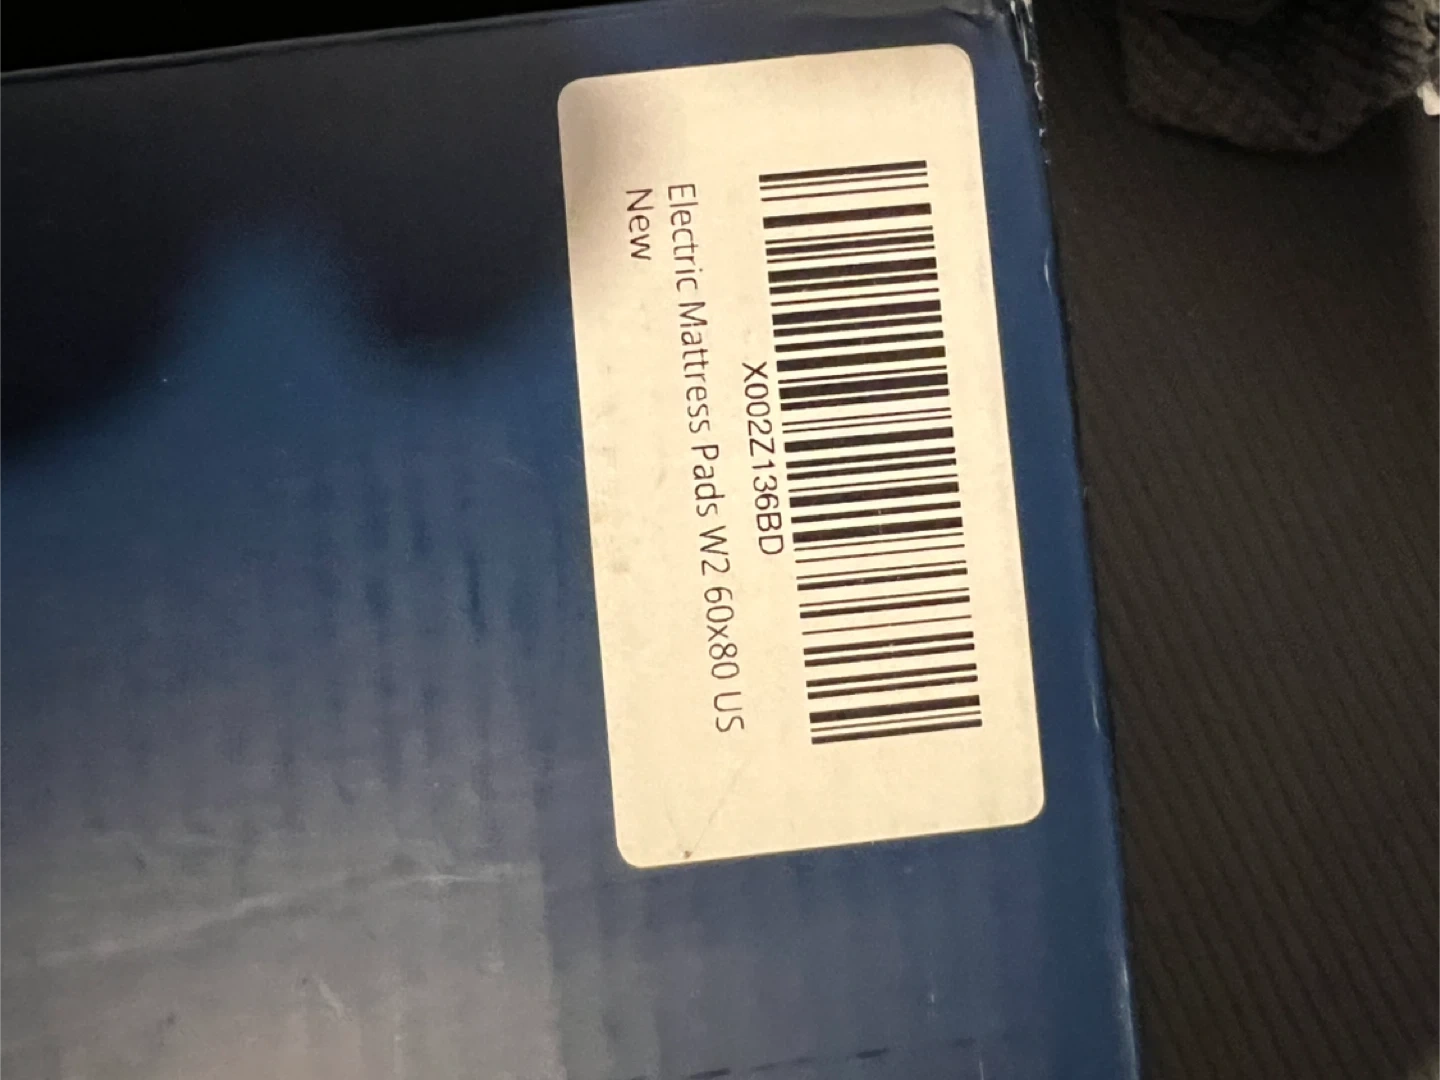 X002Z136BD
Electric Mattress Pads W2 60x80 US
New